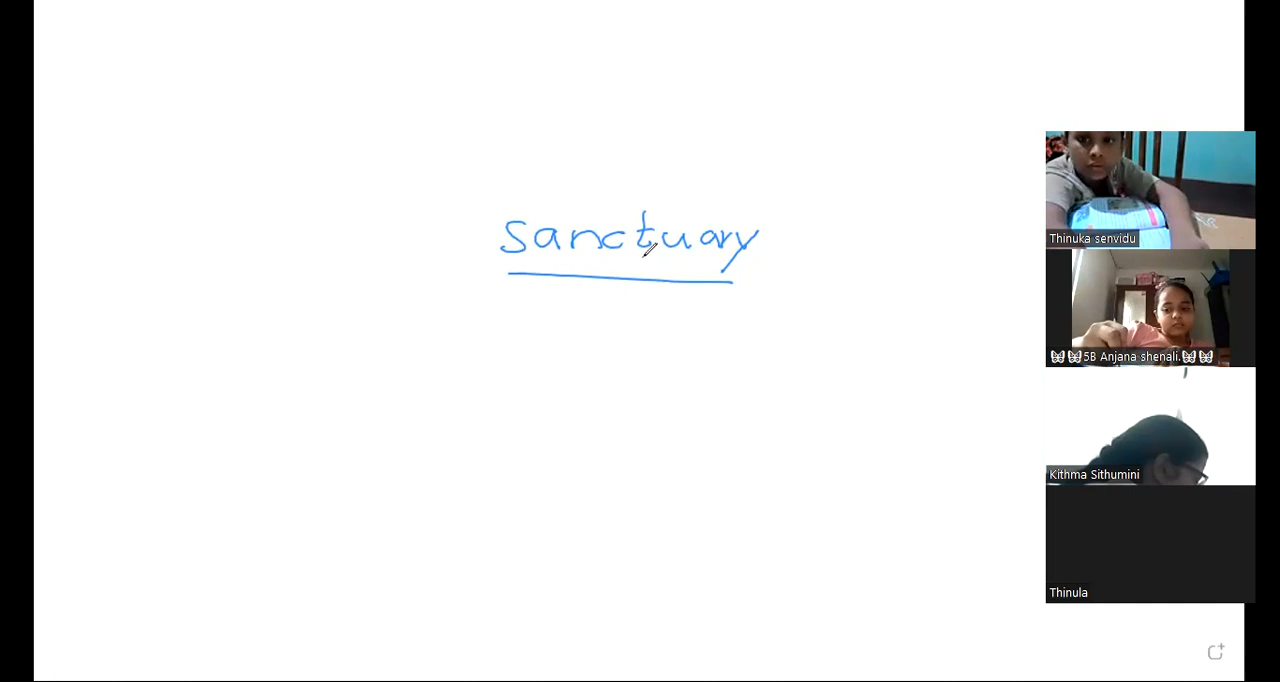 sanctuary
Thinuka senvidu
5B Anjana shenali.
Kithma Sithumini
Thinula